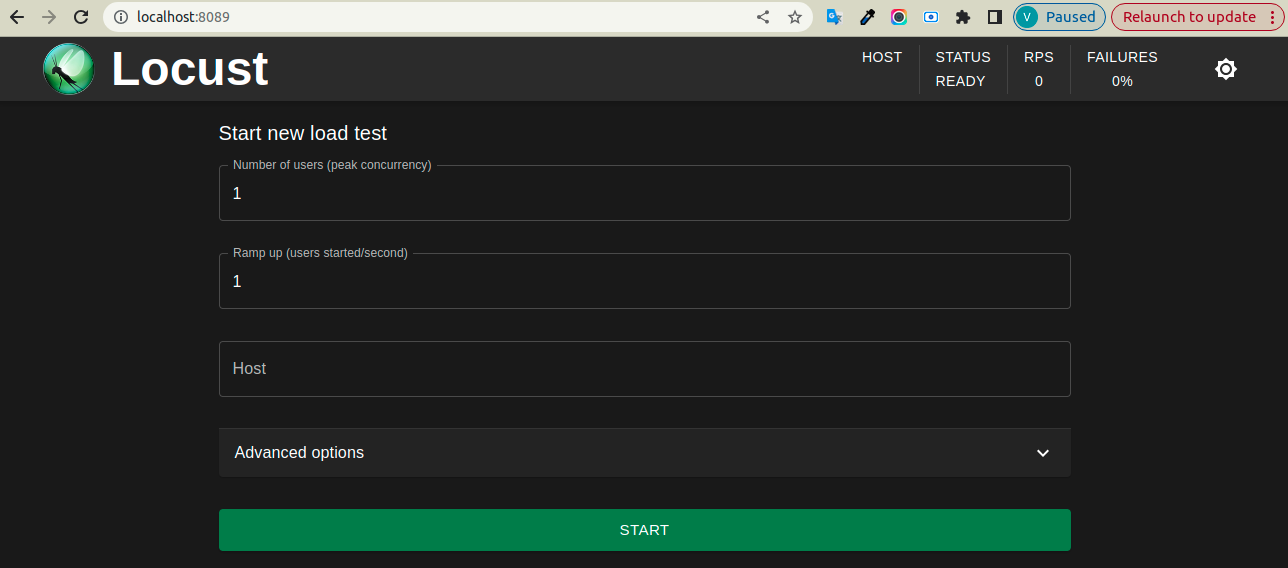 localhost:8089
V Paused
Relaunch to update
Locust
HOST
STATUS
READY
RPS
0
FAILURES
0%
Start new load test
Number of users (peak concurrency)
1
Ramp up (users started/second)
1
Host
Advanced options
START